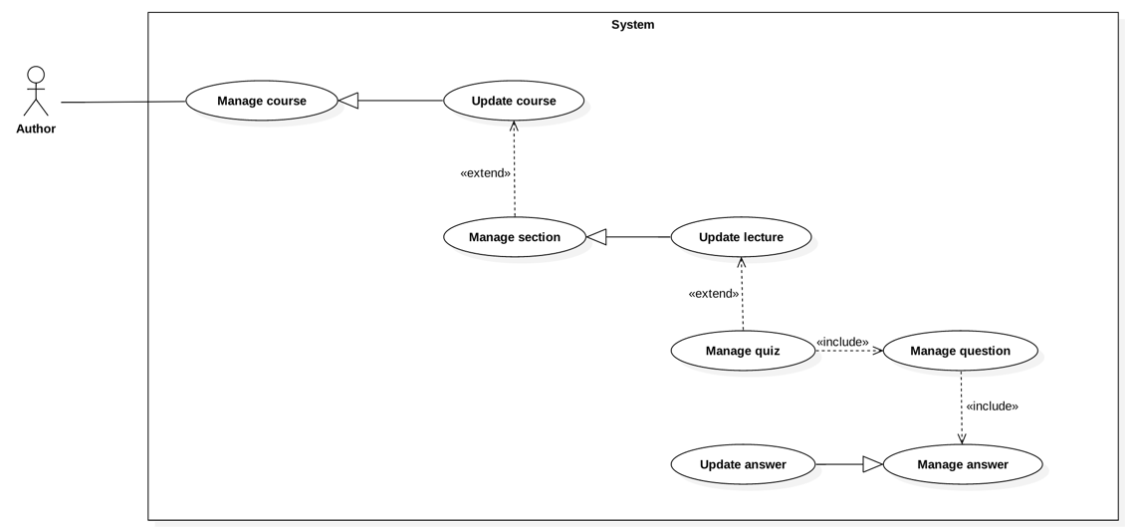 System
Manage course
Update course
Author
«extend»
Manage section
Update lecture
«extend»
Manage quiz
«include»
Manage question
«include»
Update answer
Manage answer